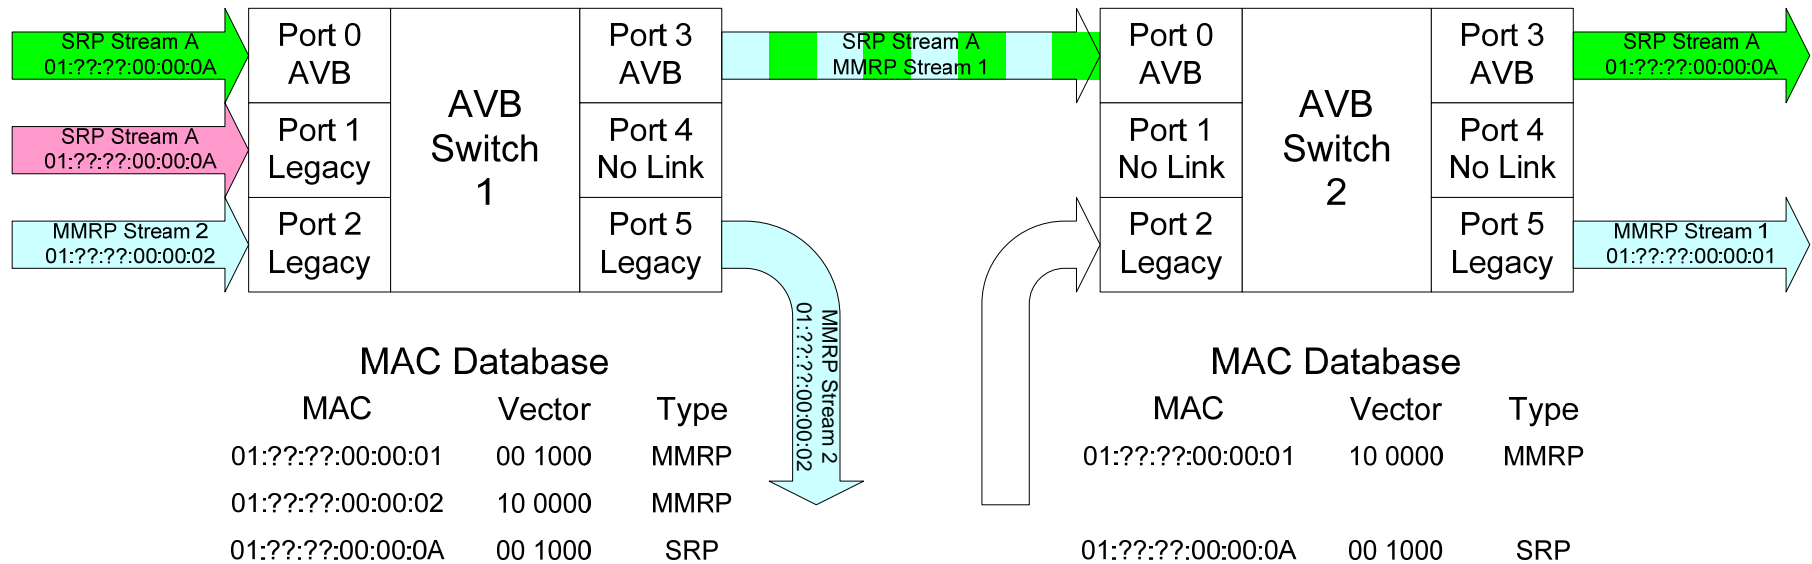 SRP Stream A
01:??:??:00:00:0A
SRP Stream A
01:??:??:00:00:0A
MMRP Stream 2
01:??:??:00:00:02
Port 0
AVB
Port 1
Legacy
Port 2
Legacy
AVB
Switch
1
Port 3
AVB
Port 4
No Link
Port 5
Legacy
SRP Stream A
MMRP Stream 1
MMRP Stream 2
01:??:??:00:00:02
Port 0
AVB
Port 1
No Link
Port 2
Legacy
AVB
Switch
2
Port 3
AVB
Port 4
No Link
Port 5
Legacy
SRP Stream A
01:??:??:00:00:0A
MMRP Stream 1
01:??:??:00:00:01
MAC Database
MAC Vector Type
01:??:??:00:00:01 00 1000 MMRP
01:??:??:00:00:02 10 0000 MMRP
01:??:??:00:00:0A 00 1000 SRP
MAC Database
MAC Vector Type
01:??:??:00:00:01 10 0000 MMRP
01:??:??:00:00:0A 00 1000 SRP